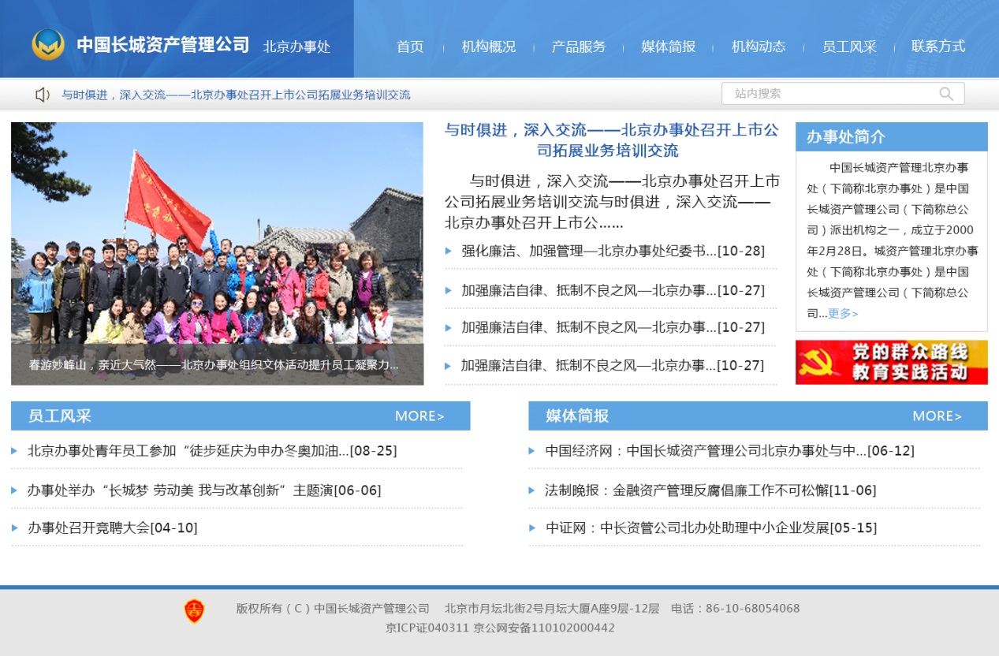 中国长城资产管理公司 北京办事处
首页 机构概况 产品服务 媒体简报 机构动态 员工风采 联系方式
与时俱进，深入交流——北京办事处召开上市公司拓展业务培训交流
站内搜索
春游妙峰山，亲近大气然——北京办事处组织文体活动提升员工凝聚力...
与时俱进，深入交流——北京办事处召开上市公
司拓展业务培训交流
与时俱进，深入交流——北京办事处召开上市
公司拓展业务培训交流与时俱进，深入交流——
北京办事处召开上市公......
强化廉洁、加强管理—北京办事处纪委书...[10-28]
加强廉洁自律、抵制不良之风—北京办事...[10-27]
加强廉洁自律、抵制不良之风—北京办事...[10-27]
加强廉洁自律、抵制不良之风—北京办事...[10-27]
办事处简介
中国长城资产管理北京办事
处（下简称北京办事处）是中国
长城资产管理公司（下简称总公
司）派出机构之一，成立于2000
年2月28日。城资产管理北京办事
处（下简称北京办事处）是中国
长城资产管理公司（下简称总公
司...更多>
党的群众路线
教育实践活动
员工风采 MORE>
北京办事处青年员工参加“徒步延庆为申办冬奥加油...[08-25]
办事处举办“长城梦 劳动美 我与改革创新”主题演[06-06]
办事处召开竞聘大会[04-10]
媒体简报 MORE>
中国经济网：中国长城资产管理公司北京办事处与中...[06-12]
法制晚报：金融资产管理反腐倡廉工作不可松懈[11-06]
中证网：中长资管公司北办处助理中小企业发展[05-15]
版权所有（C）中国长城资产管理公司 北京市月坛北街2号月坛大厦A座9层-12层 电话：86-10-68054068
京ICP证040311 京公网安备110102000442